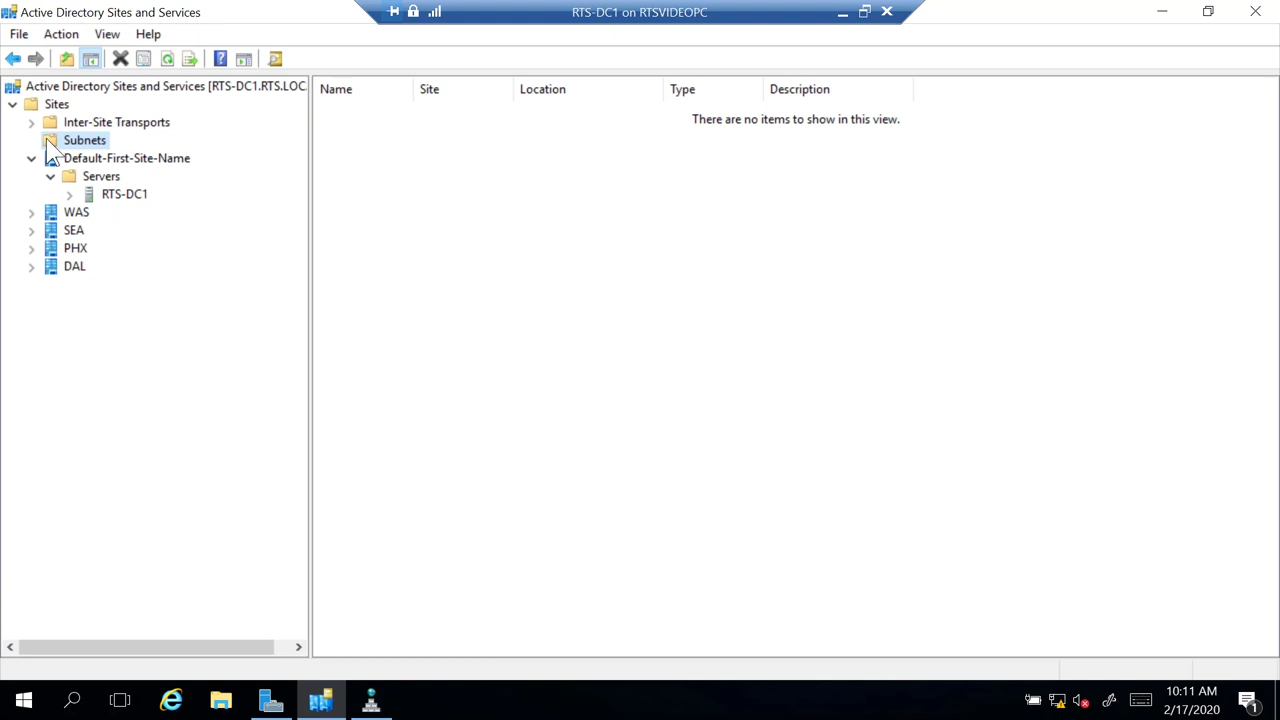 Active Directory Sites and Services
RTS-DC1 on RTSVIDEOPC
File Action View Help
Active Directory Sites and Services [RTS-DC1.RTS.LOC
Sites
Inter-Site Transports
Subnets
Default-First-Site-Name
Servers
RTS-DC1
WAS
SEA
PHX
DAL
Name Site Location Type Description
There are no items to show in this view.
10:11 AM
2/17/2020
1